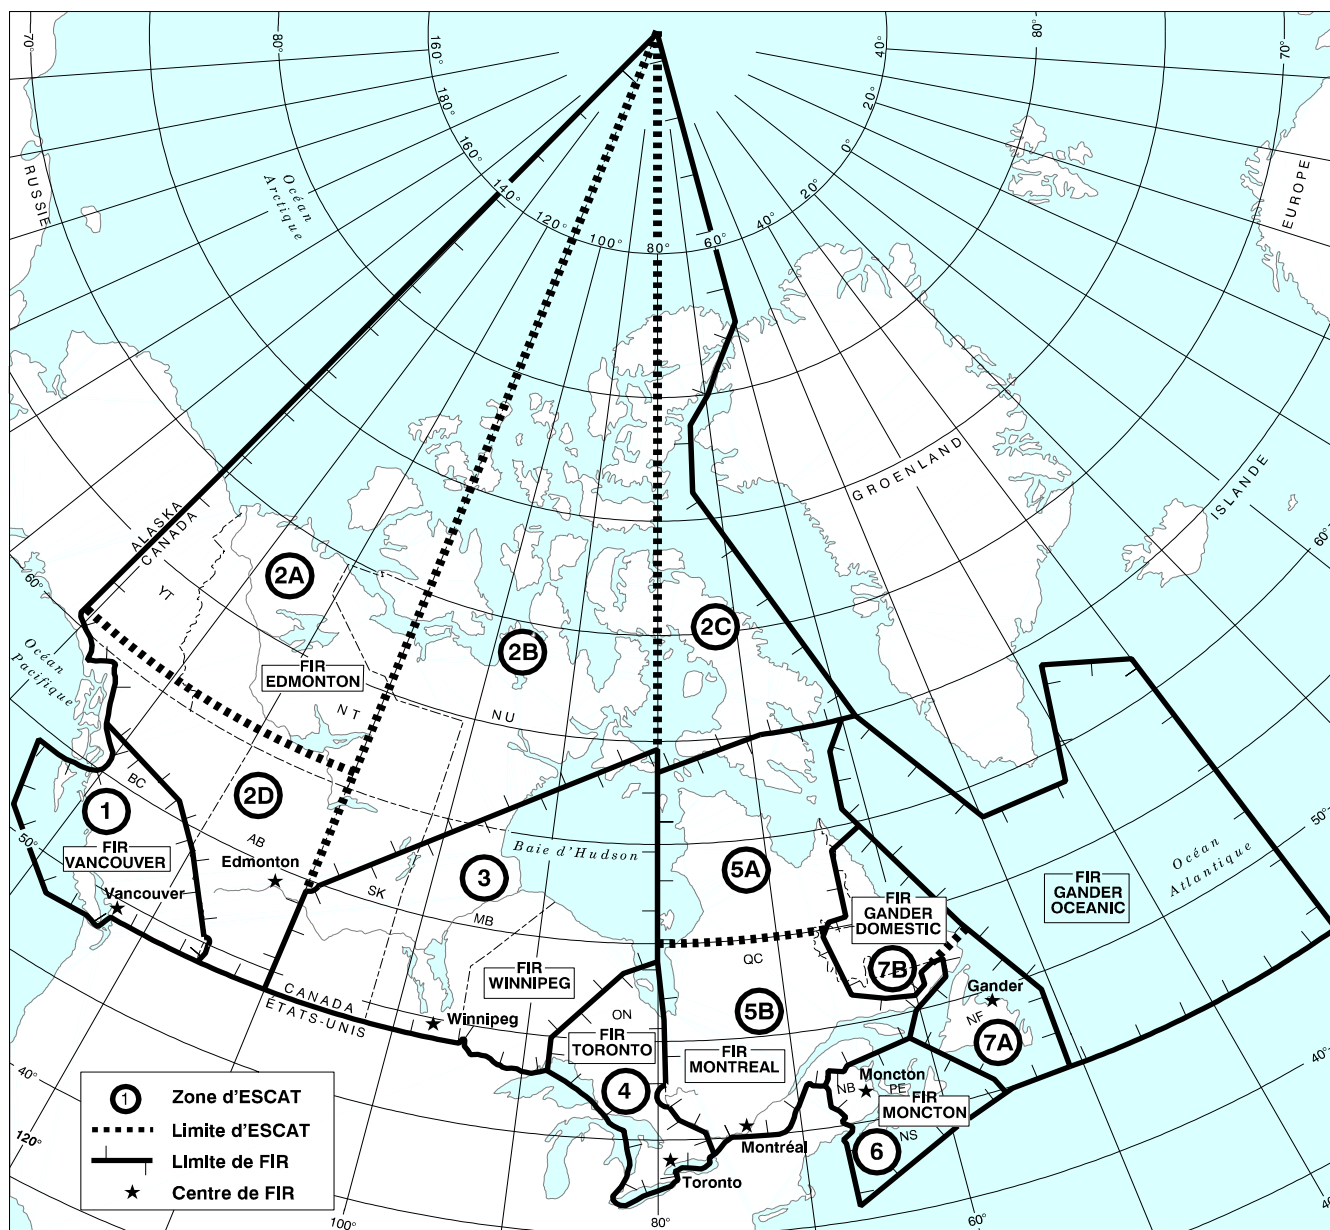 70°
80°
160°
180°
160°
140°
120°
100°
80°
60°
40°
20°
0°
20°
40°
80°
70°
RUSSIE
Océan
Arctique
EUROPE
GROENLAND
ISLANDE
60°
ALASKA
CANADA
60°
YT
2A
2B
2C
Océan
Pacifique
FIR
EDMONTON
NT
NU
BC
1
2D
AB
FIR
VANCOUVER
Edmonton
Vancouver
50°
SK
3
MB
Baie d'Hudson
5A
FIR
GANDER
DOMESTIC
FIR
GANDER
OCEANIC
Océan
Atlantique
50°
QC
7B
Gander
NF
7A
FIR
WINNIPEG
CANADA
ÉTATS-UNIS
Winnipeg
ON
FIR
TORONTO
4
5B
FIR
MONTREAL
Moncton
NB
PE
FIR
MONCTON
NS
6
Montréal
Toronto
40°
40°
120°
100°
80°
60°
40°
1 Zone d'ESCAT
Limite d'ESCAT
LImite de FIR
Centre de FIR